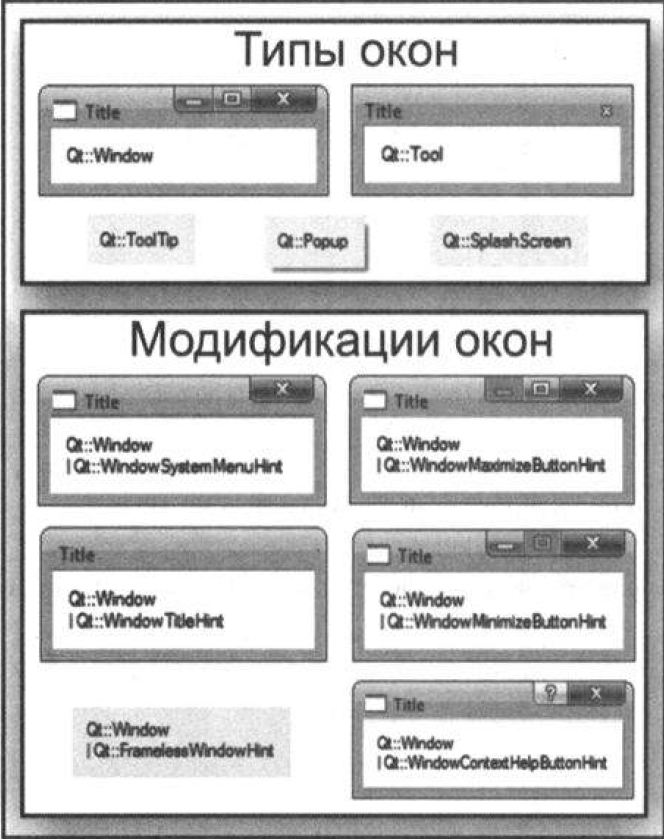 Типы окон
Title
Qt::Window
Title
Qt::Tool
Qt::ToolTip
Qt::Popup
Qt::SplashScreen
Модификации окон
Title
Qt::Window
| Qt::WindowSystemMenuHint
Title
Qt::Window
| Qt::WindowMaximizeButtonHint
Title
Qt::Window
| Qt::WindowTitleHint
Title
Qt::Window
| Qt::WindowMinimizeButtonHint
Qt::Window
| Qt::FramelessWindowHint
?
Title
Qt::Window
| Qt::WindowContextHelpButtonHint